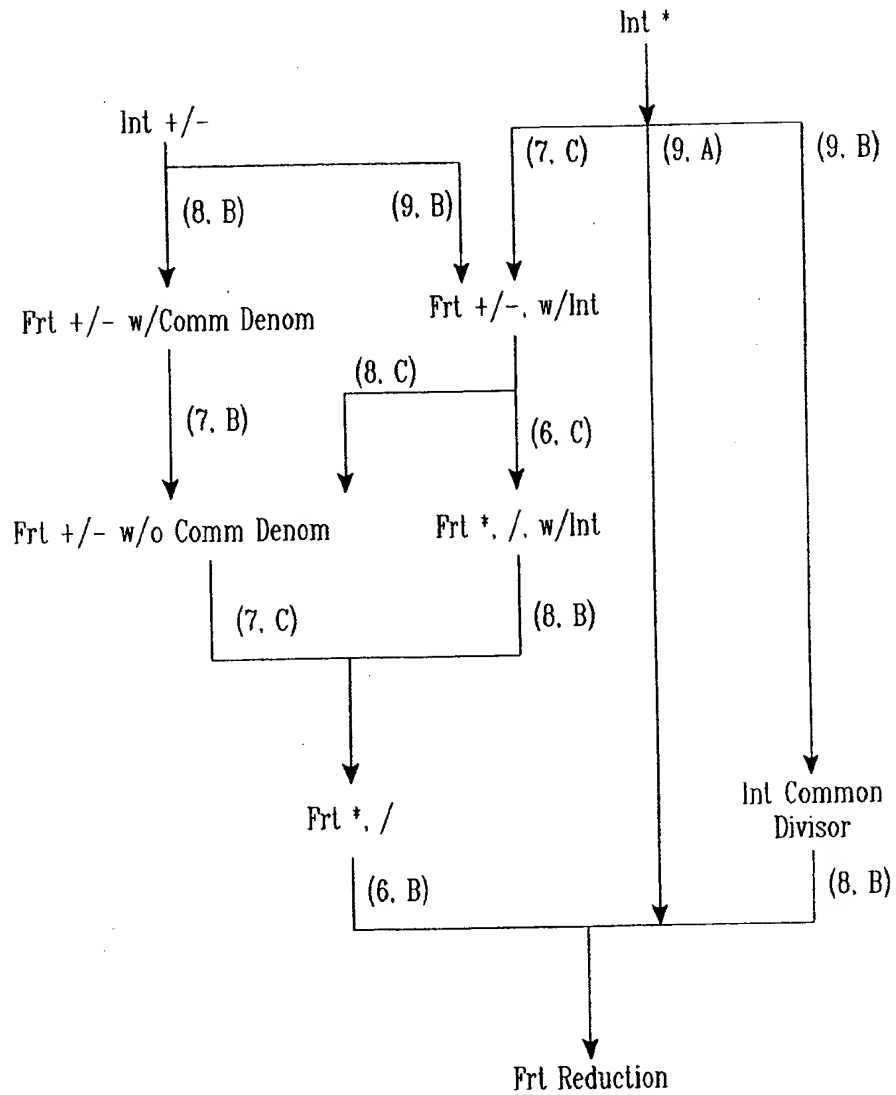 Int *
Int +/-
(7, C)
(9, A)
(9, B)
(8, B)
(9, B)
Frt +/- w/Comm Denom
Frt +/-, w/Int
(8, C)
(7, B)
(6, C)
Frt +/- w/o Comm Denom
Frt *, /, w/Int
(7, C)
(8, B)
Int Common
Divisor
Frt *, /
(6, B)
(8, B)
Frt Reduction